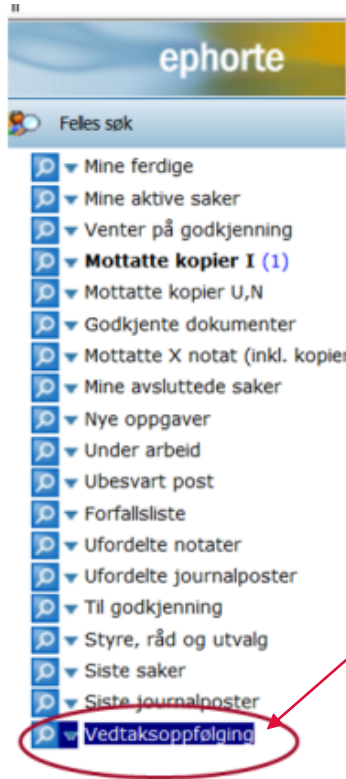 ephorte
Felles søk
Mine ferdige
Mine aktive saker
Venter på godkjenning
Mottatte kopier I (1)
Mottatte kopier U,N
Godkjente dokumenter
Mottatte X notat (inkl. kopier
Mine avsluttede saker
Nye oppgaver
Under arbeid
Ubesvart post
Forfallsliste
Ufordelte notater
Ufordelte journalposter
Til godkjenning
Styre, råd og utvalg
Siste saker
Siste journalposter
Vedtaksoppfølging